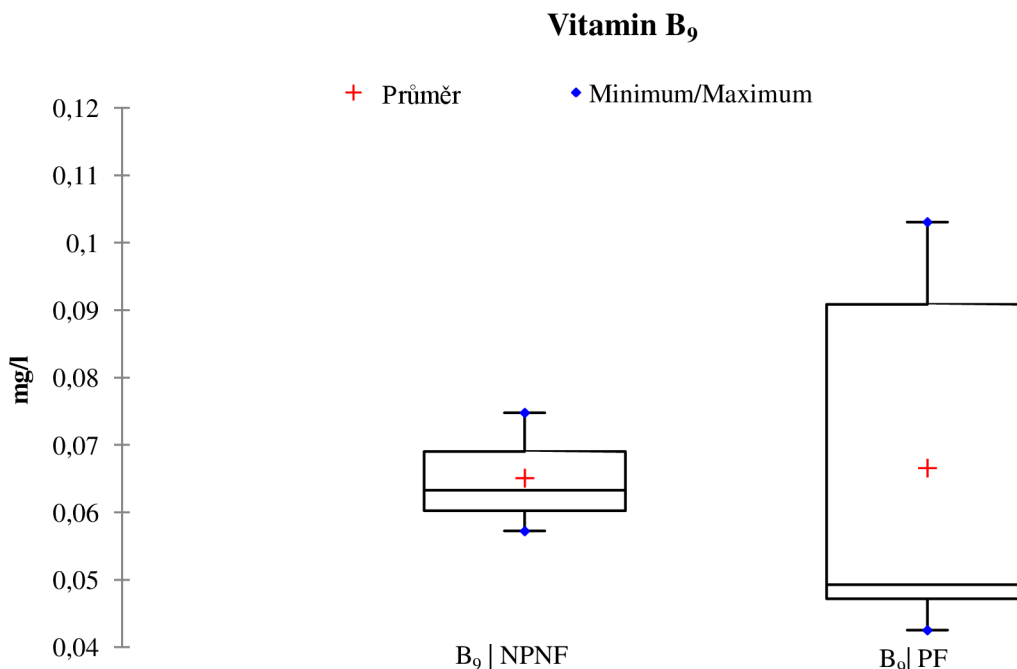 Vitamin B₉
Průměr
Minimum/Maximum
0,12
0,11
0,1
0,09
0,08
0,07
0,06
0,05
0,04
mg/l
B₉ | NPNF
B₉| PF